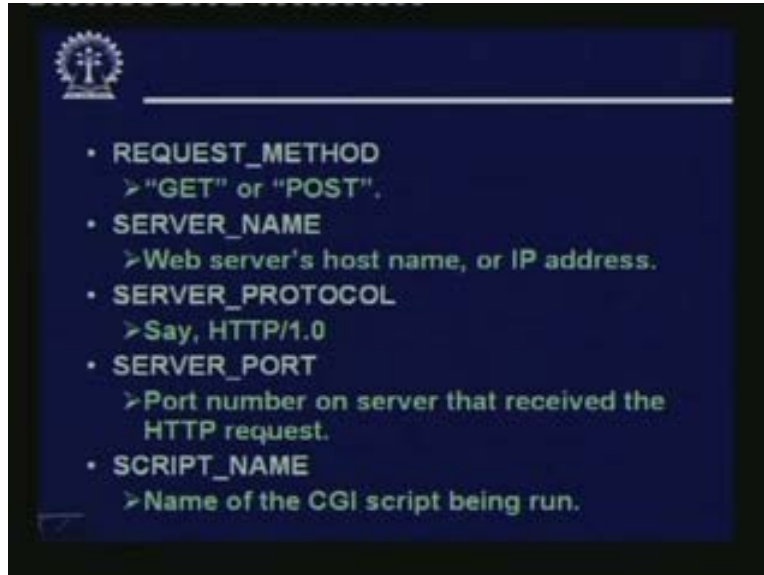 • REQUEST_METHOD
➢“GET” or “POST”.
• SERVER_NAME
➢Web server's host name, or IP address.
• SERVER_PROTOCOL
➢Say, HTTP/1.0
• SERVER_PORT
➢Port number on server that received the
HTTP request.
• SCRIPT_NAME
➢Name of the CGI script being run.